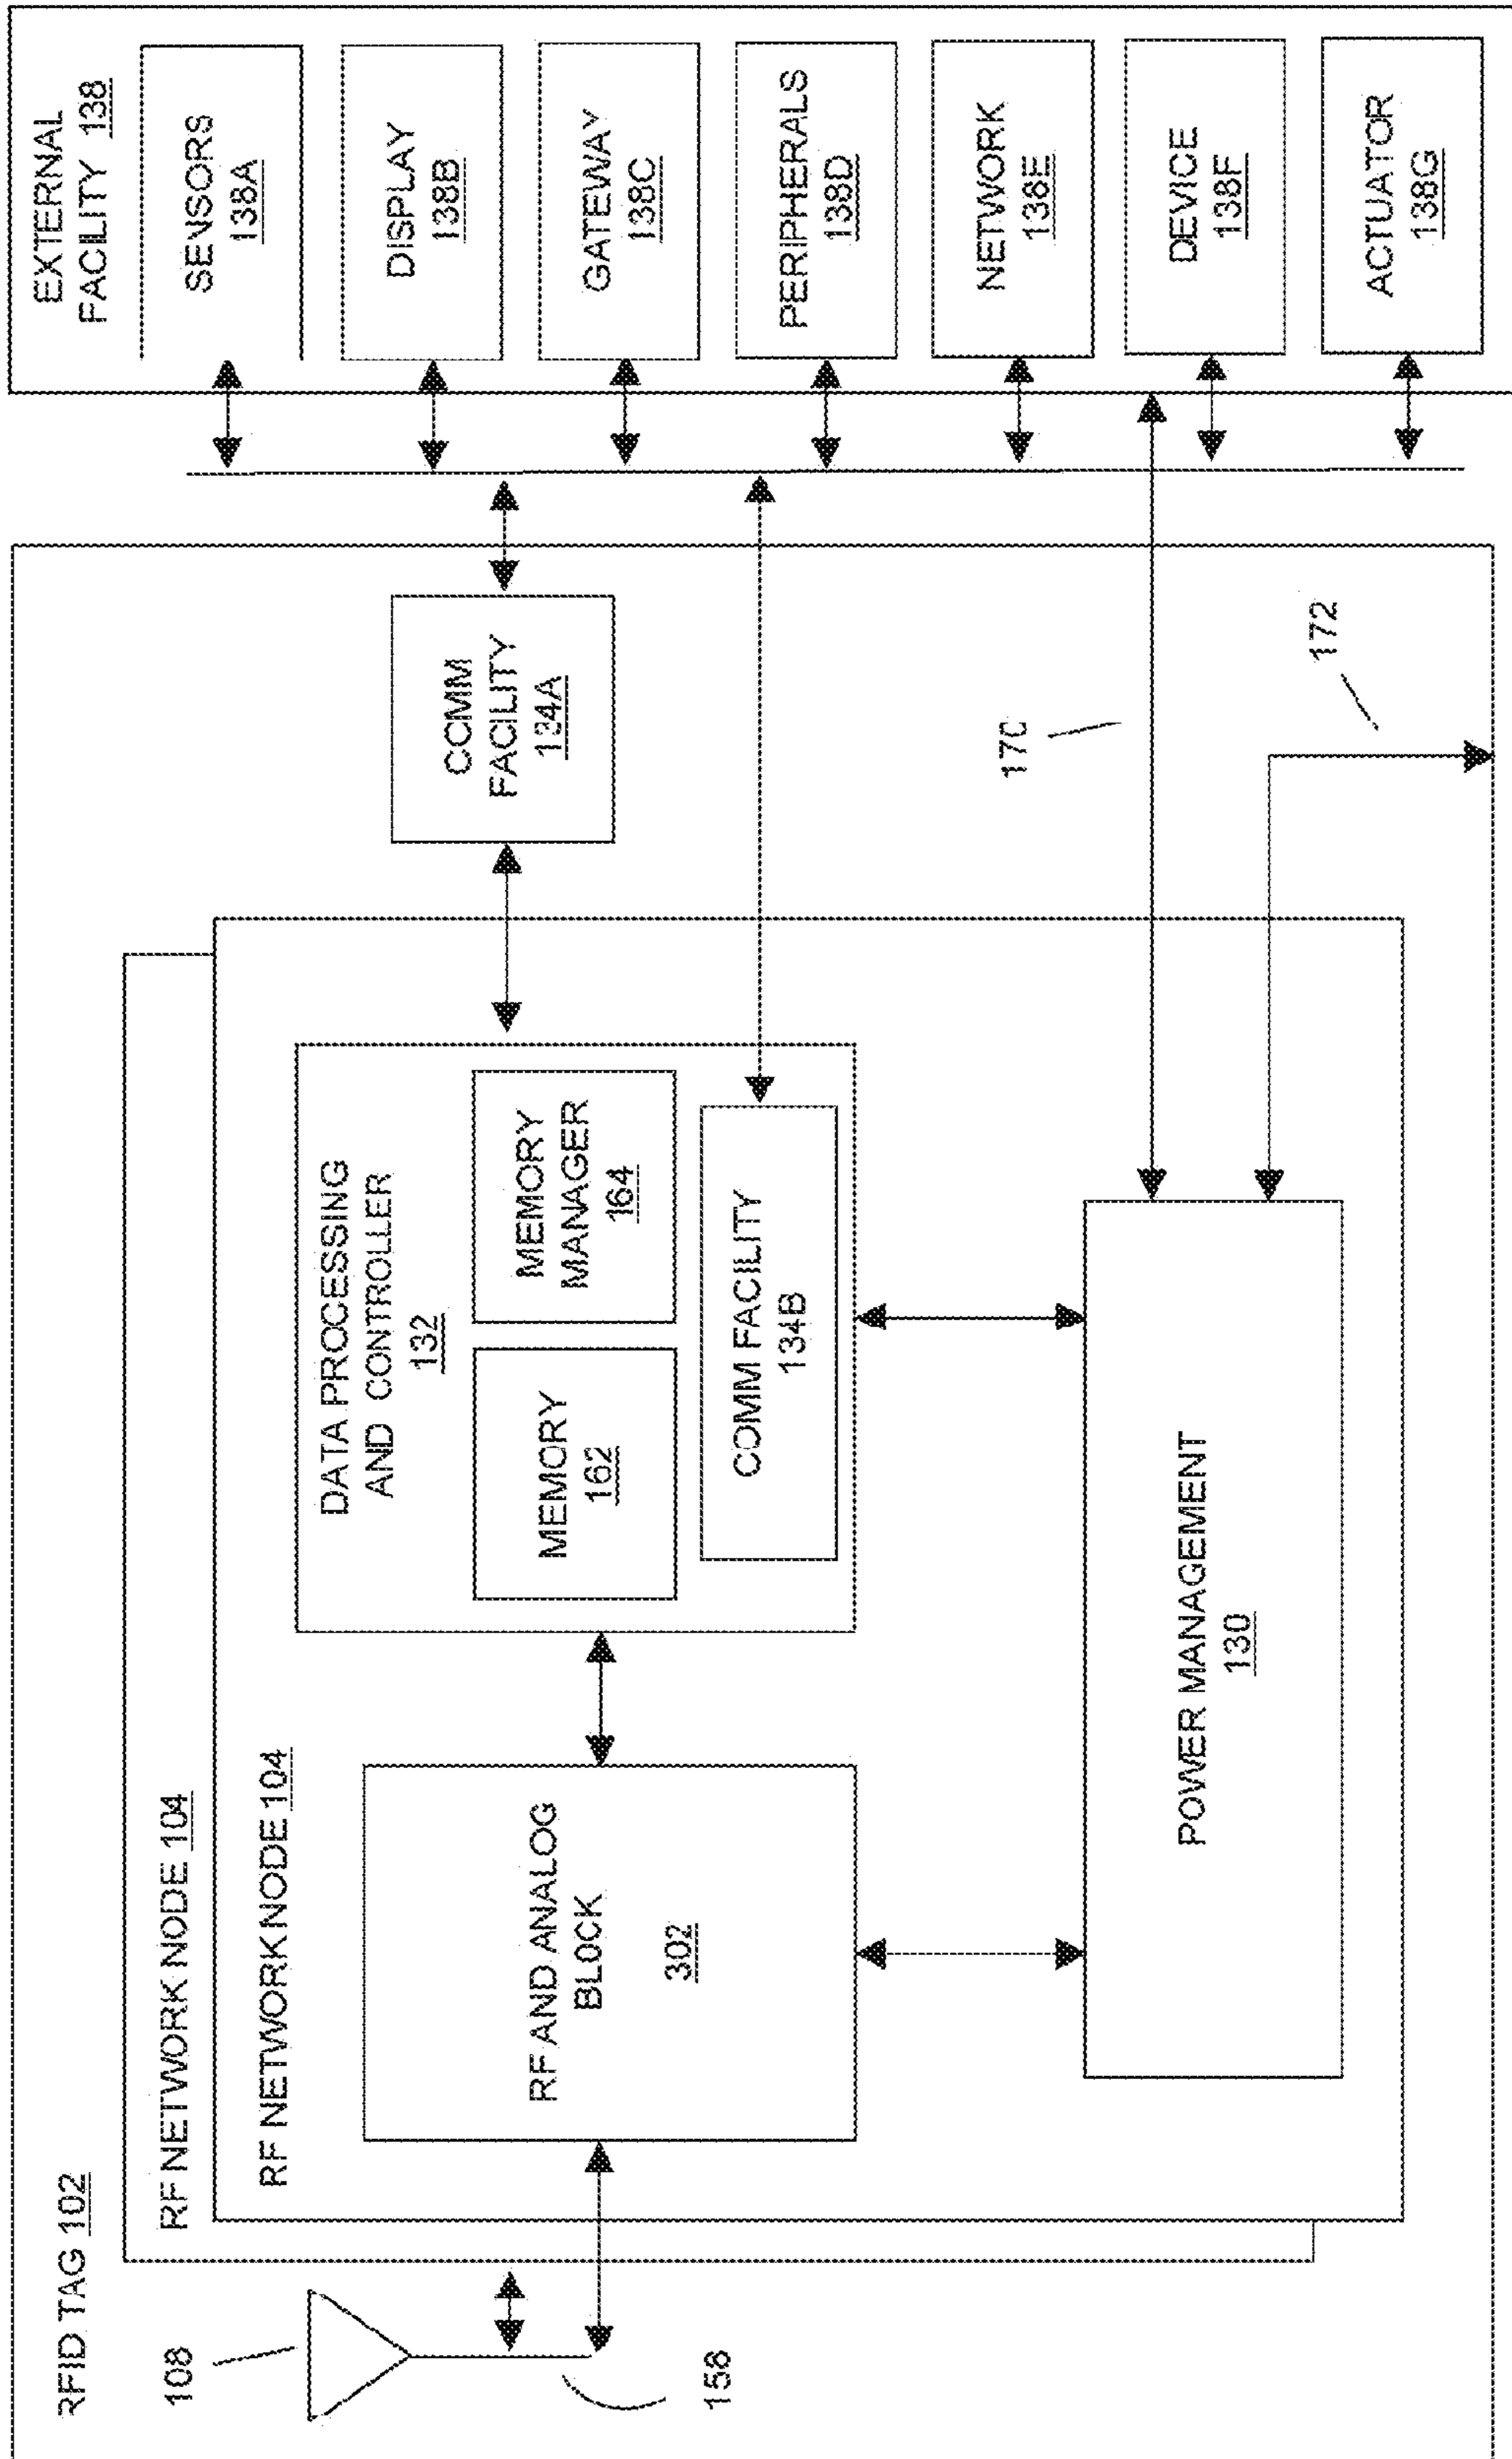 RFID TAG 102
108
158
RF NETWORK NODE 104
RF NETWORK NODE 104
RF AND ANALOG
BLOCK
302
DATA PROCESSING
AND CONTROLLER
132
MEMORY
162
MEMORY
MANAGER
164
COMM FACILITY
134B
POWER MANAGEMENT
130
CCMM
FACILITY
134A
170
172
EXTERNAL
FACILITY 138
SENSORS
138A
DISPLAY
138B
GATEWAY
138C
PERIPHERALS
138D
NETWORK
138E
DEVICE
138F
ACTUATOR
138G